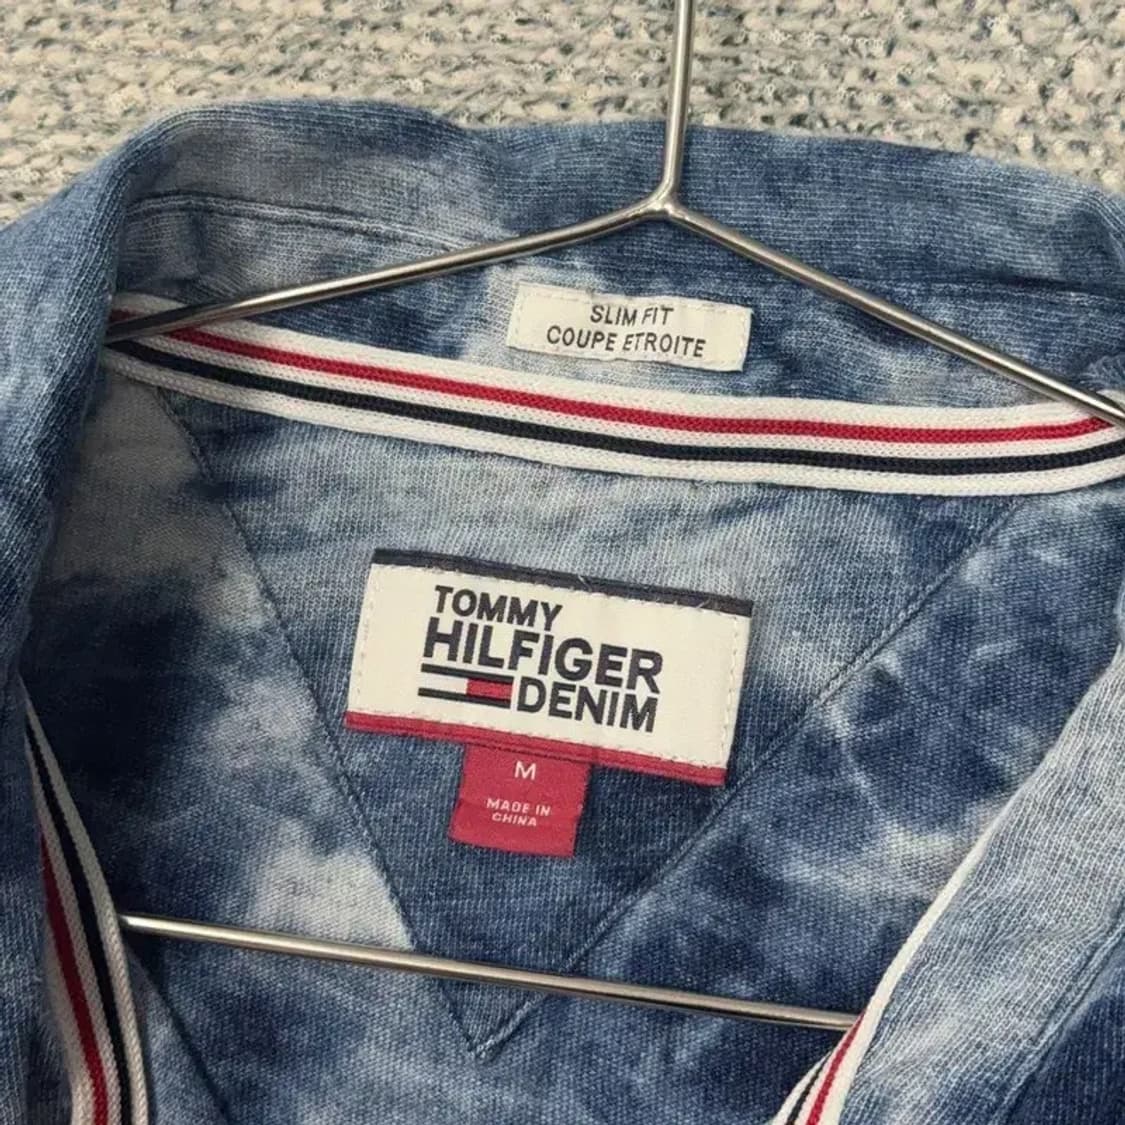 SLIM FIT
COUPE ETROITE
TOMMY
HILFIGER
DENIM
M
MADE IN
CHINA